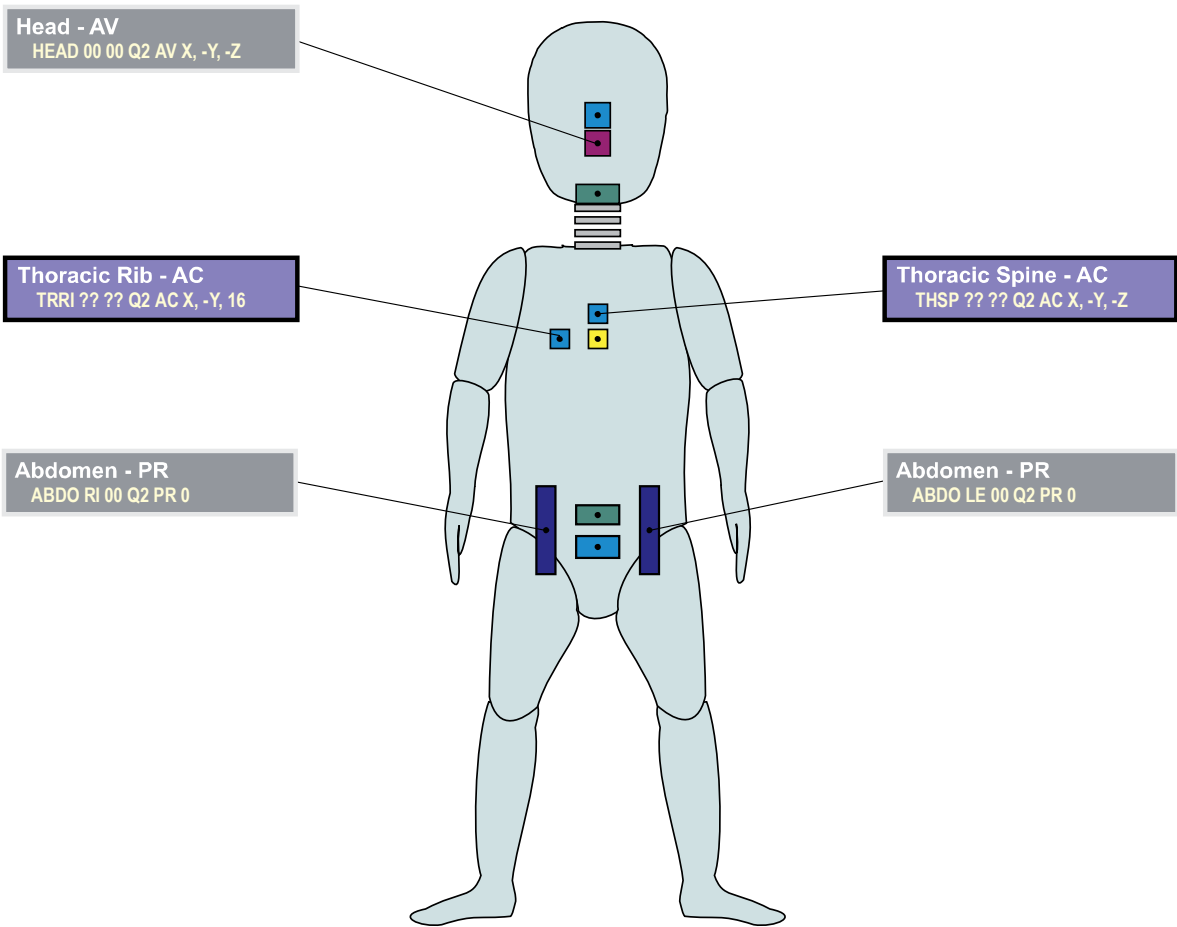 Head - AV
HEAD 00 00 Q2 AV X, -Y, -Z
Thoracic Rib - AC
TRRI ?? ?? Q2 AC X, -Y, 16
Thoracic Spine - AC
THSP ?? ?? Q2 AC X, -Y, -Z
Abdomen - PR
ABDO RI 00 Q2 PR 0
Abdomen - PR
ABDO LE 00 Q2 PR 0